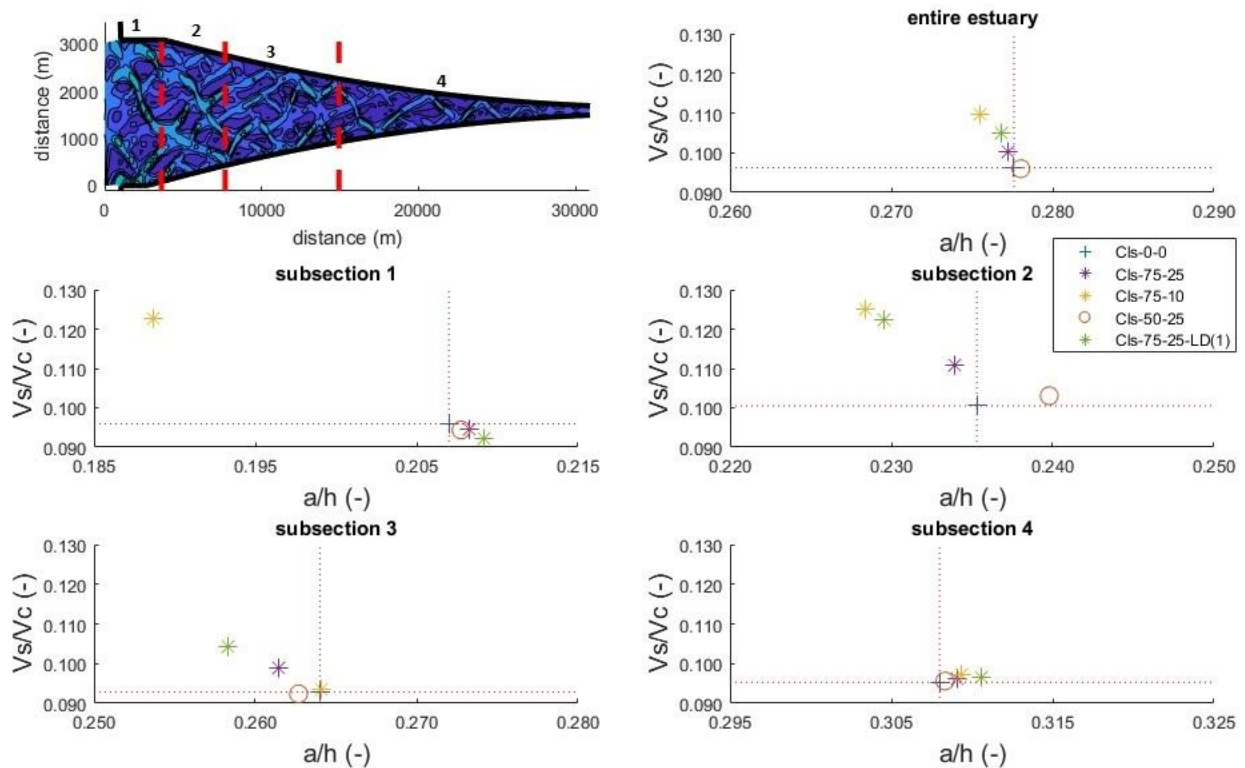 1 2 3 4
3000
2000
1000
0
distance (m)
0 10000 20000 30000
distance (m)
entire estuary
0.130
0.120
0.110
0.100
0.090
Vs/Vc (-)
0.260 0.270 0.280 0.290
a/h (-)
Cls-0-0
Cls-75-25
Cls-75-10
Cls-50-25
Cls-75-25-LD(1)
subsection 1
0.130
0.120
0.110
0.100
0.090
Vs/Vc (-)
0.185 0.195 0.205 0.215
a/h (-)
subsection 2
0.130
0.120
0.110
0.100
0.090
Vs/Vc (-)
0.220 0.230 0.240 0.250
a/h (-)
subsection 3
0.130
0.120
0.110
0.100
0.090
Vs/Vc (-)
0.250 0.260 0.270 0.280
a/h (-)
subsection 4
0.130
0.120
0.110
0.100
0.090
Vs/Vc (-)
0.295 0.305 0.315 0.325
a/h (-)